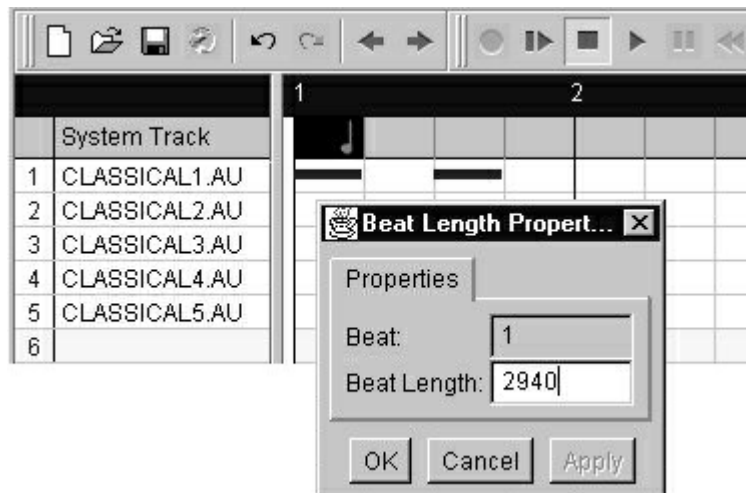 1 2
System Track
1 CLASSICAL1.AU
2 CLASSICAL2.AU
3 CLASSICAL3.AU
4 CLASSICAL4.AU
5 CLASSICAL5.AU
6
Beat Length Propert...
Properties
Beat: 1
Beat Length: 2940
OK Cancel Apply